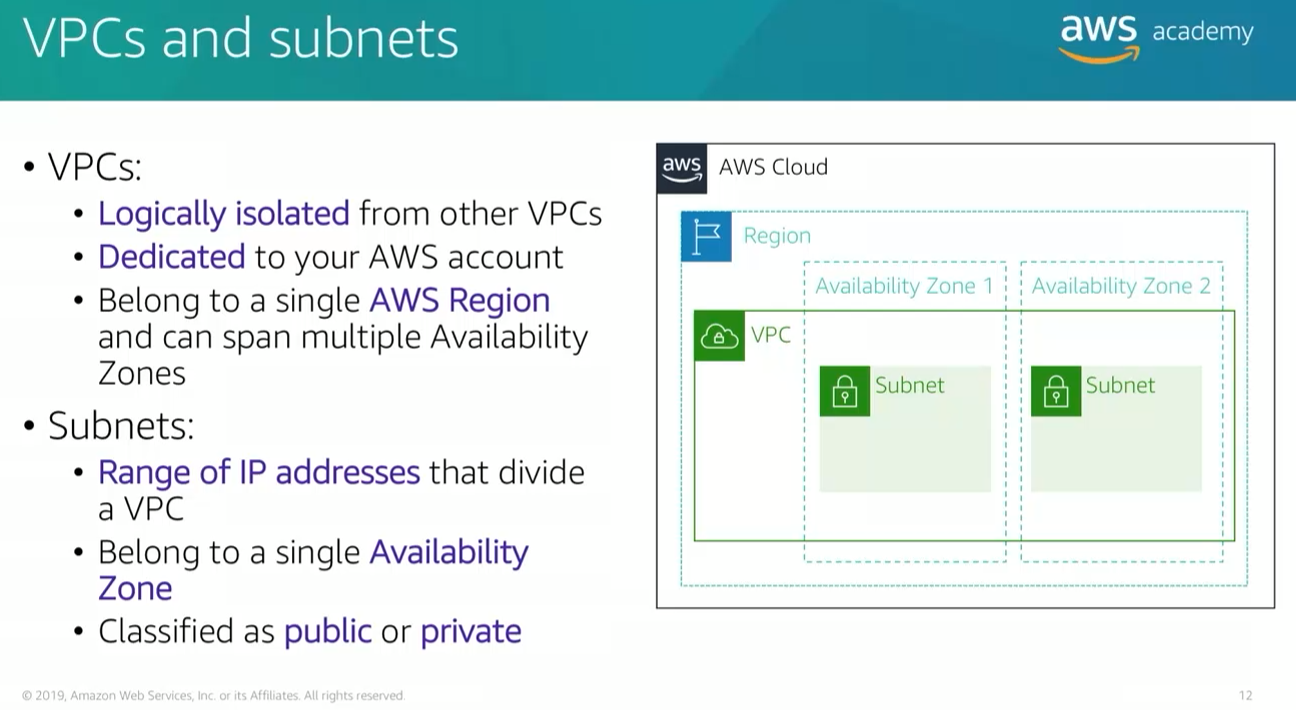 VPCs and subnets
aws academy
• VPCs:
• Logically isolated from other VPCs
• Dedicated to your AWS account
• Belong to a single AWS Region
and can span multiple Availability
Zones
• Subnets:
• Range of IP addresses that divide
a VPC
• Belong to a single Availability
Zone
• Classified as public or private
aws AWS Cloud
Region
Availability Zone 1
Availability Zone 2
VPC
Subnet
Subnet
© 2019, Amazon Web Services, Inc. or its Affiliates. All rights reserved.
12